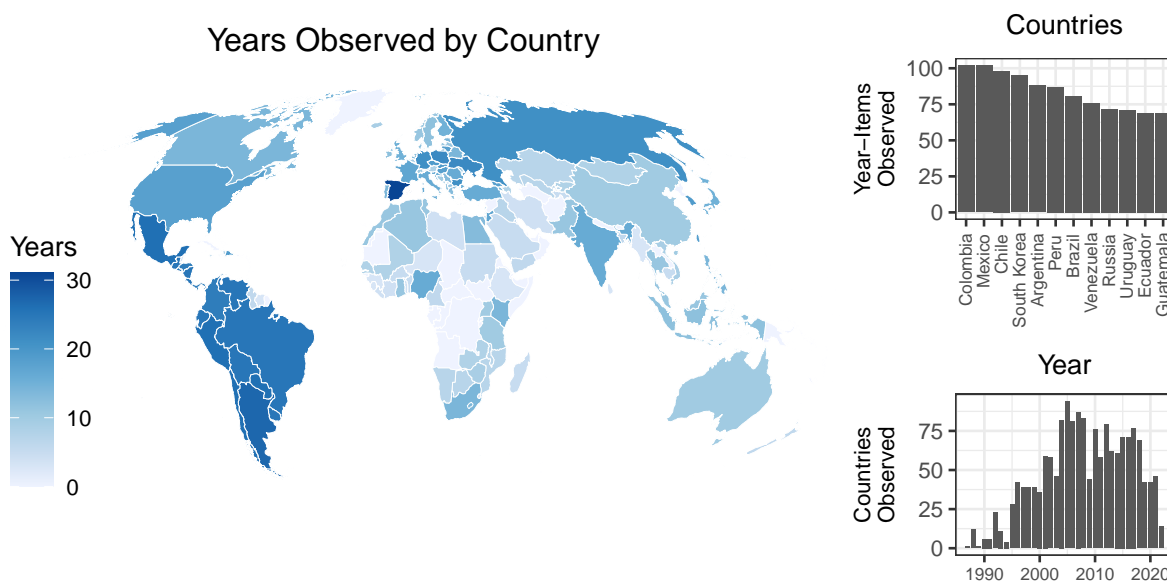 Years Observed by Country
Years
30
20
10
0
Countries
Year−Items
Observed
100
75
50
25
0
Colombia
Mexico
Chile
South Korea
Argentina
Peru
Brazil
Venezuela
Russia
Uruguay
Ecuador
Guatemala
Year
Countries
Observed
75
50
25
0
1990
2000
2010
2020